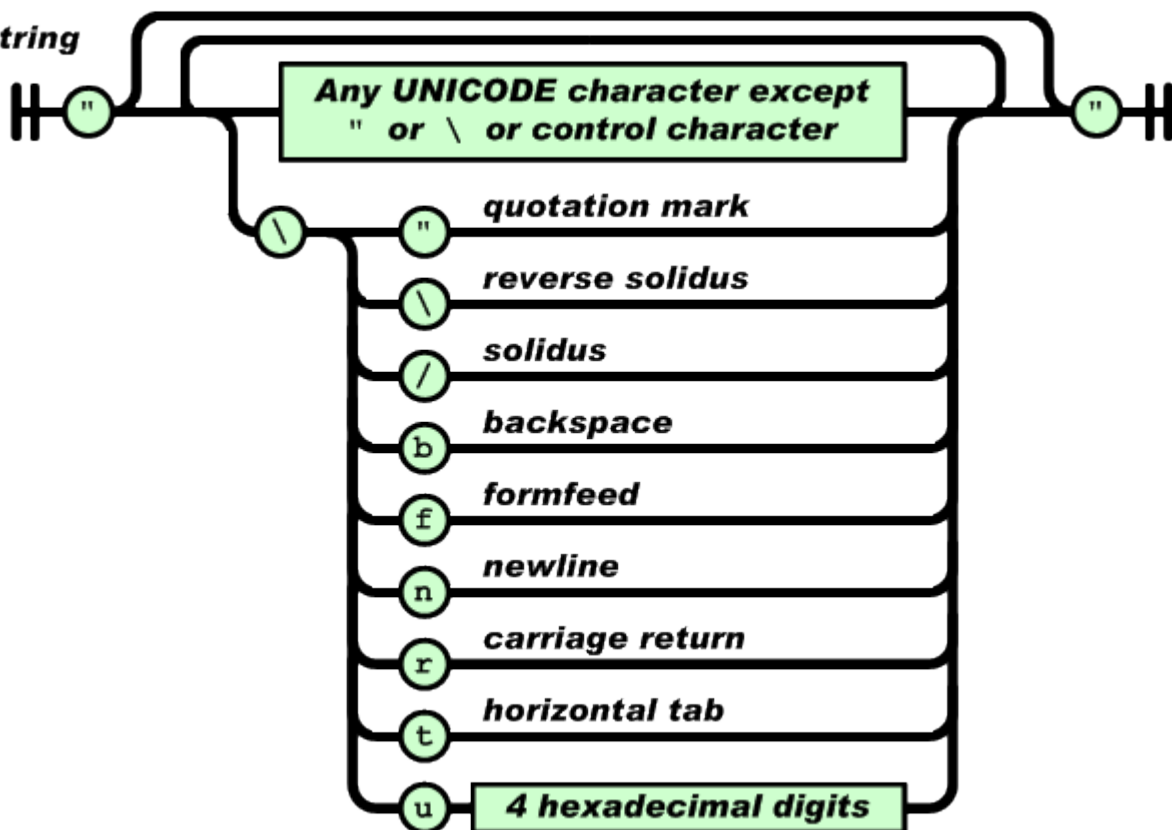 tring
"
Any UNICODE character except
" or \ or control character
"
\
" quotation mark
\ reverse solidus
/ solidus
b backspace
f formfeed
n newline
r carriage return
t horizontal tab
u 4 hexadecimal digits